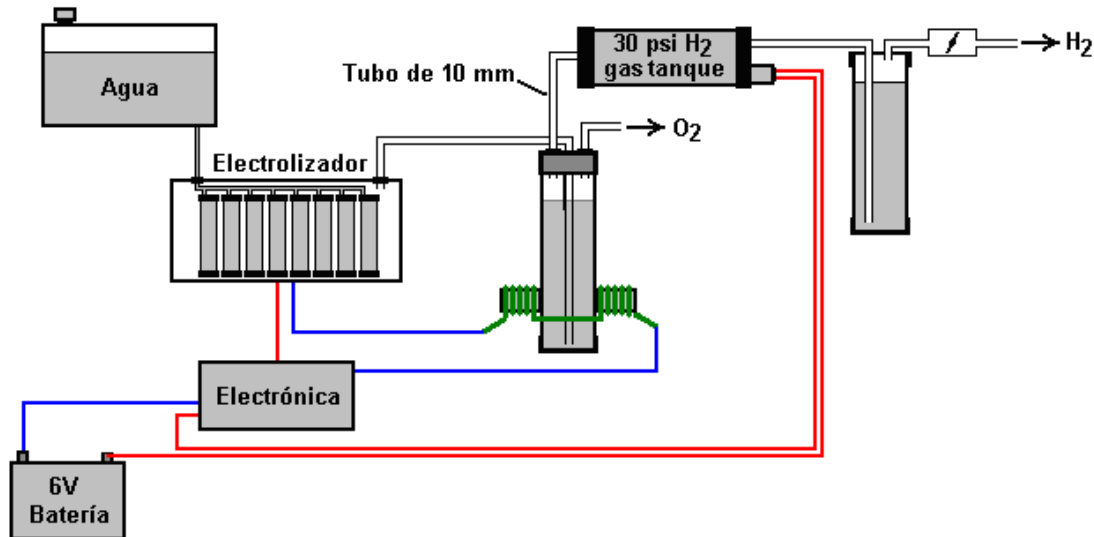 Agua
Tubo de 10 mm
30 psi H₂
gas tanque
H₂
O₂
Electrolizador
Electrónica
6V
Batería